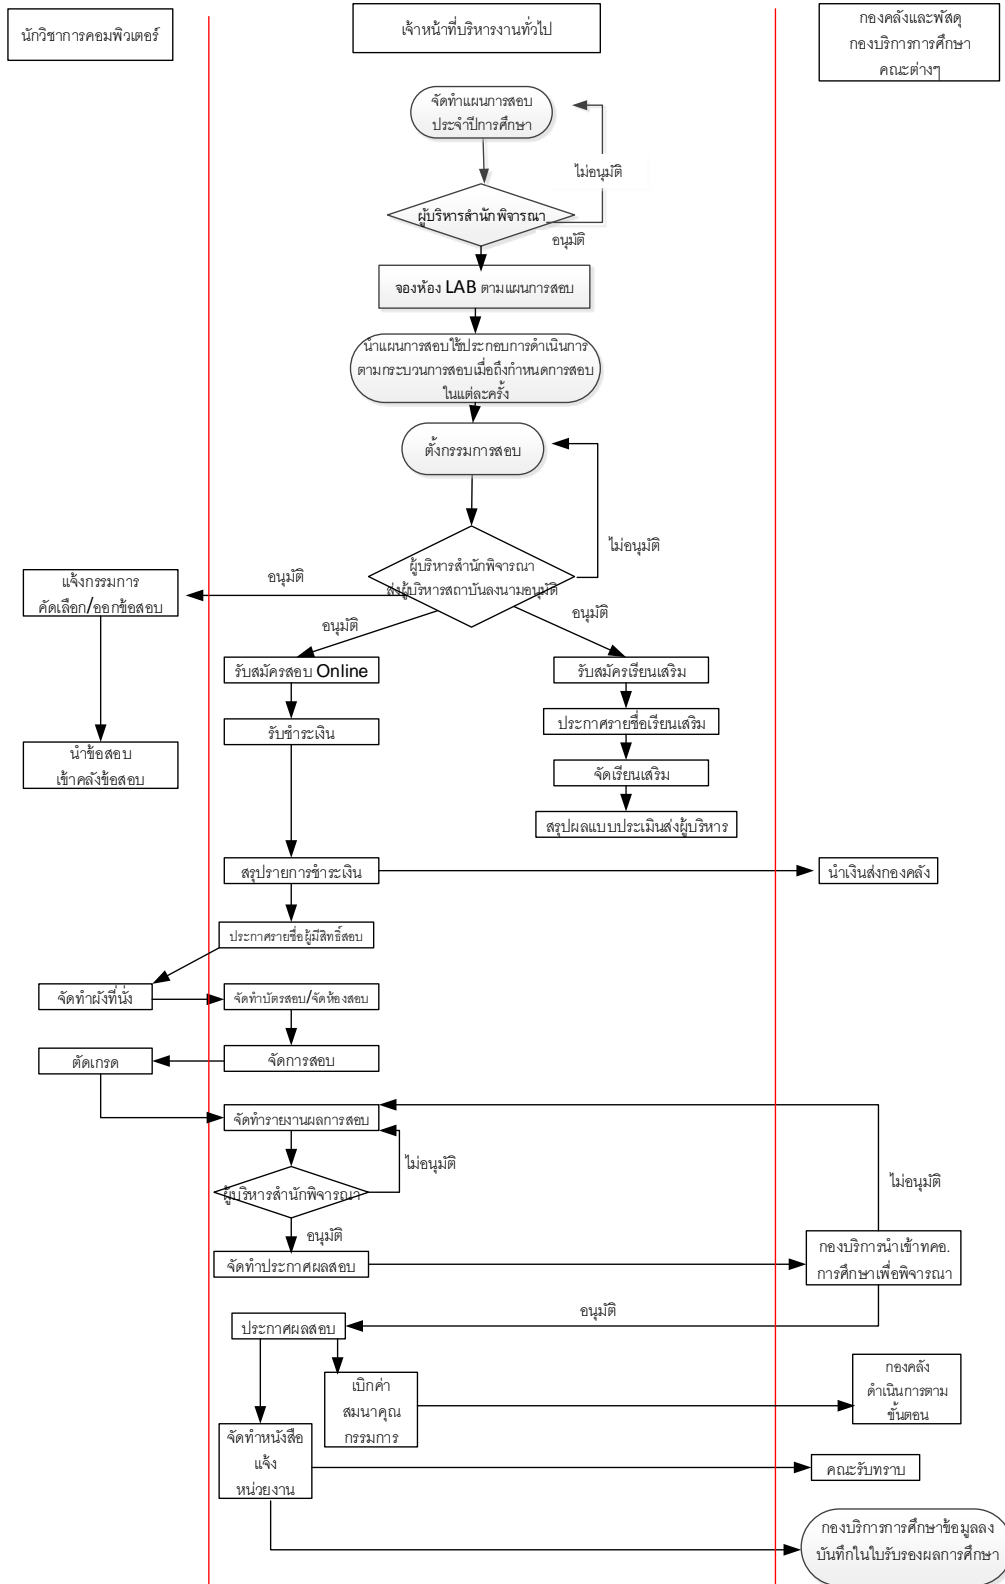 นักวิชาการคอมพิวเตอร์
เจ้าหน้าที่บริหารงานทั่วไป
กองคลังและพัสดุ
กองบริการการศึกษา
คณะต่างๆ
จัดทำแผนการสอบ
ประจำปีการศึกษา
ไม่อนุมัติ
ผู้บริหารสำนักพิจารณา
อนุมัติ
จองห้อง LAB ตามแผนการสอบ
นำแผนการสอบใช้ประกอบการดำเนินการ
ตามกระบวนการสอบเมื่อถึงกำหนดการสอบ
ในแต่ละครั้ง
ตั้งกรรมการสอบ
ไม่อนุมัติ
ผู้บริหารสำนักพิจารณา
ส่งผู้บริหารสถาบันลงนามอนุมัติ
อนุมัติ
แจ้งกรรมการ
คัดเลือก/ออกข้อสอบ
อนุมัติ
อนุมัติ
รับสมัครสอบ Online
รับสมัครเรียนเสริม
รับชำระเงิน
ประกาศรายชื่อเรียนเสริม
นำข้อสอบ
เข้าคลังข้อสอบ
จัดเรียนเสริม
สรุปผลแบบประเมินส่งผู้บริหาร
สรุปรายการชำระเงิน
นำเงินส่งกองคลัง
ประกาศรายชื่อผู้มีสิทธิ์สอบ
จัดทำผังที่นั่ง
จัดทำบัตรสอบ/จัดห้องสอบ
ตัดเกรด
จัดการสอบ
จัดทำรายงานผลการสอบ
ไม่อนุมัติ
ไม่อนุมัติ
ผู้บริหารสำนักพิจารณา
อนุมัติ
จัดทำประกาศผลสอบ
กองบริการนำเข้าทคอ.
การศึกษาเพื่อพิจารณา
อนุมัติ
ประกาศผลสอบ
เบิกค่า
สมนาคุณ
กรรมการ
กองคลัง
ดำเนินการตาม
ขั้นตอน
จัดทำหนังสือ
แจ้ง
หน่วยงาน
คณะรับทราบ
กองบริการการศึกษาข้อมูลลง
บันทึกในใบรับรองผลการศึกษา